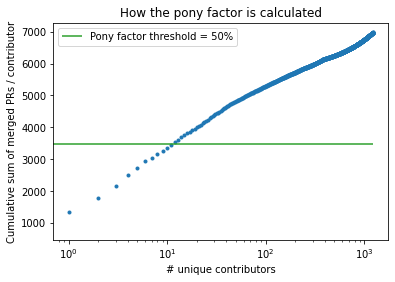 How the pony factor is calculated
Pony factor threshold = 50%
Cumulative sum of merged PRs / contributor
7000
6000
5000
4000
3000
2000
1000
10⁰
10¹
10²
10³
# unique contributors